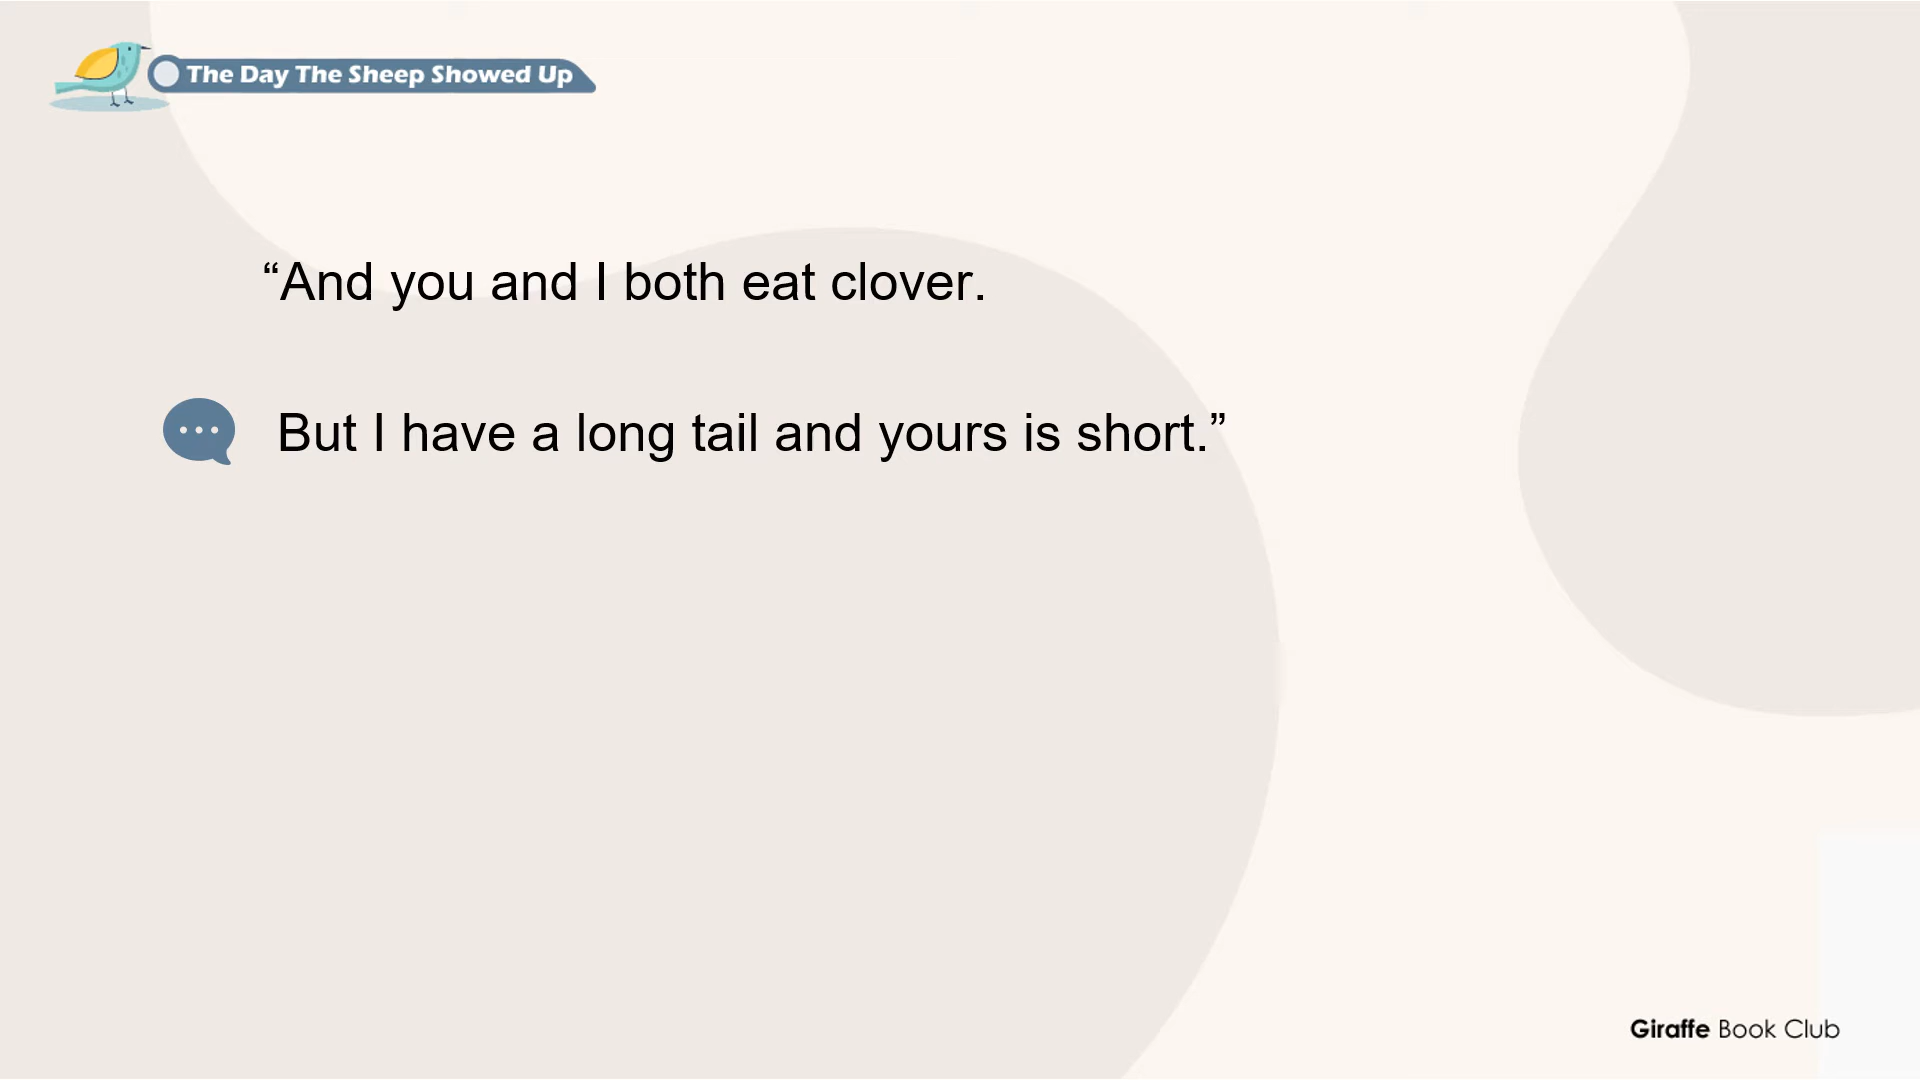 The Day The Sheep Showed Up
“And you and I both eat clover.
But I have a long tail and yours is short.”
Giraffe Book Club